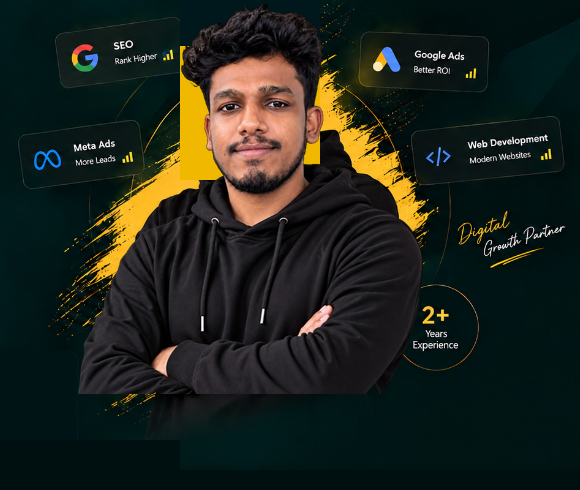 SEO
Rank Higher
Google Ads
Better ROI
Meta Ads
More Leads
Web Development
Modern Websites
Digital
Growth Partner
2+
Years
Experience